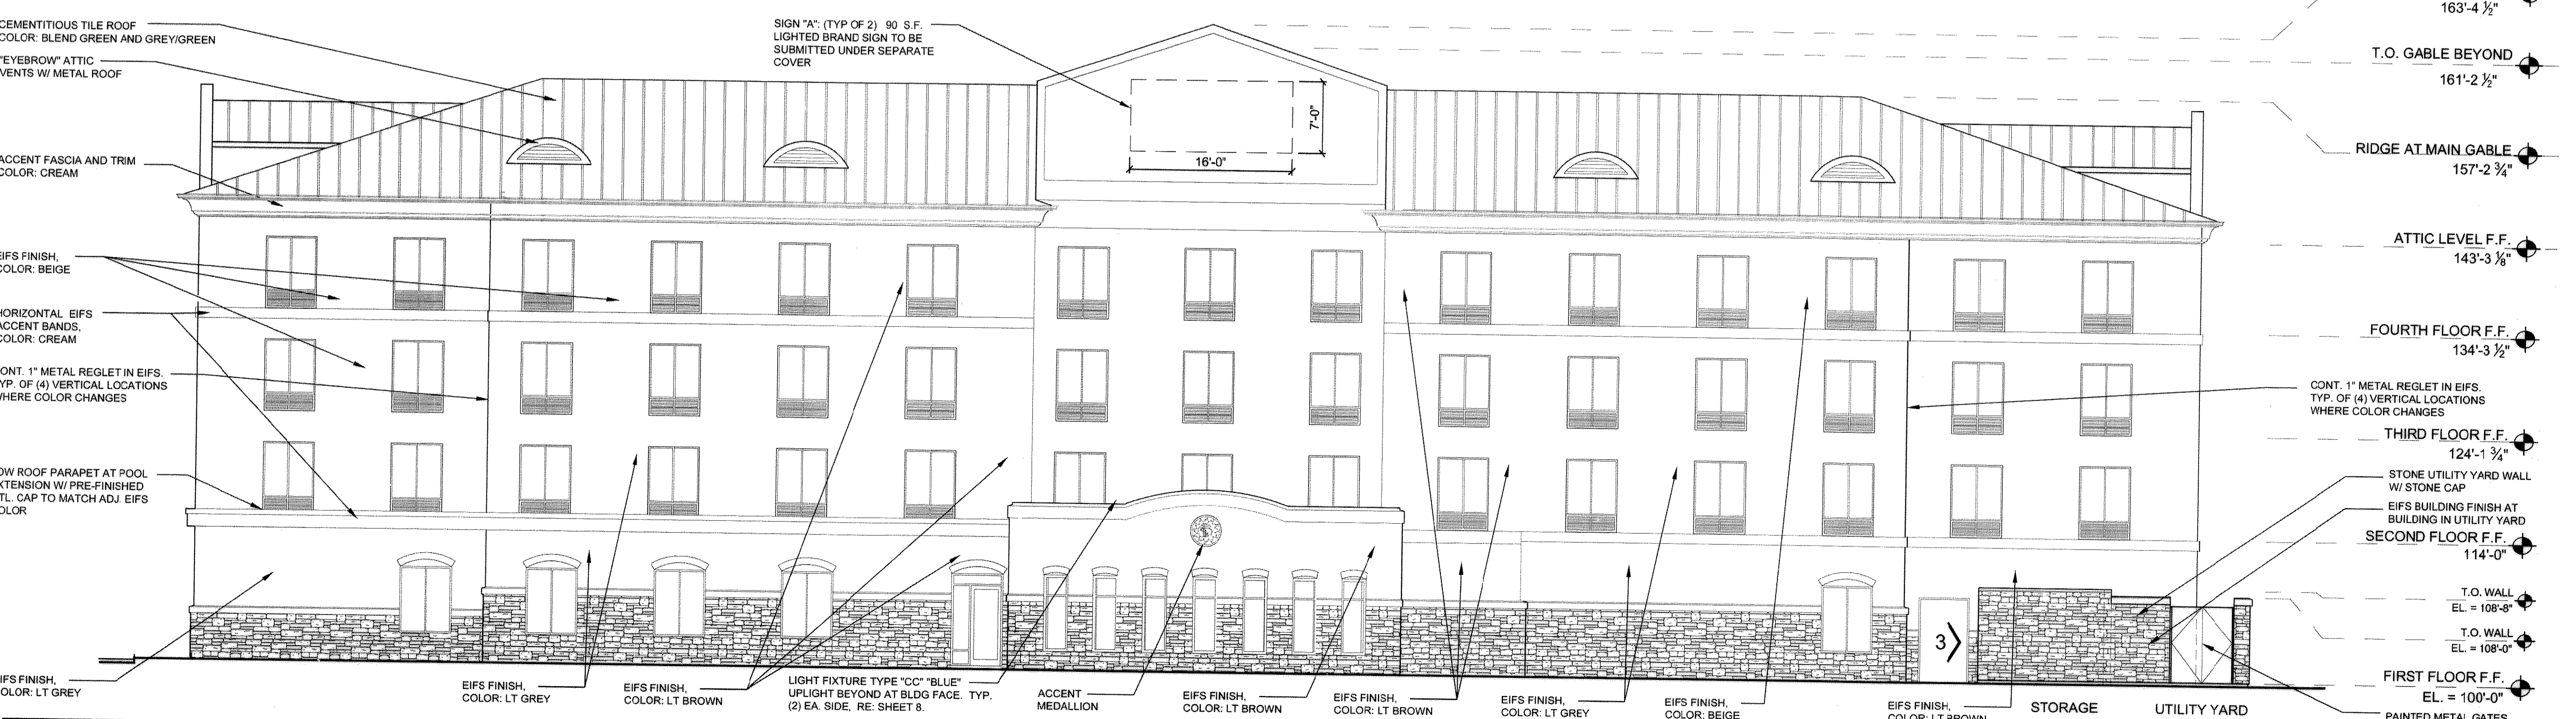 CEMENTITIOUS TILE ROOF
COLOR: BLEND GREEN AND GREY/GREEN
"EYEBROW" ATTIC
VENTS W/ METAL ROOF
ACCENT FASCIA AND TRIM
COLOR: CREAM
EIFS FINISH,
COLOR: BEIGE
HORIZONTAL EIFS
ACCENT BANDS,
COLOR: CREAM
CONT. 1" METAL REGLET IN EIFS.
TYP. OF (4) VERTICAL LOCATIONS
WHERE COLOR CHANGES
LOW ROOF PARAPET AT POOL
EXTENSION W/ PRE-FINISHED
MTL. CAP TO MATCH ADJ. EIFS
COLOR
EIFS FINISH,
COLOR: LT GREY
SIGN "A": (TYP OF 2) 90 S.F.
LIGHTED BRAND SIGN TO BE
SUBMITTED UNDER SEPARATE
COVER
7'-0"
16'-0"
3
EIFS FINISH,
COLOR: LT GREY
EIFS FINISH,
COLOR: LT BROWN
LIGHT FIXTURE TYPE "CC" "BLUE"
UPLIGHT BEYOND AT BLDG FACE. TYP.
(2) EA. SIDE, RE: SHEET 8.
ACCENT
MEDALLION
EIFS FINISH,
COLOR: LT BROWN
EIFS FINISH,
COLOR: LT BROWN
EIFS FINISH,
COLOR: LT GREY
EIFS FINISH,
COLOR: BEIGE
EIFS FINISH,
COLOR: LT BROWN
STORAGE
UTILITY YARD
PAINTED METAL GATES
163'-4 ½"
T.O. GABLE BEYOND
161'-2 ½"
RIDGE AT MAIN GABLE
157'-2 ¾"
ATTIC LEVEL F.F.
143'-3 ⅛"
FOURTH FLOOR F.F.
134'-3 ½"
CONT. 1" METAL REGLET IN EIFS.
TYP. OF (4) VERTICAL LOCATIONS
WHERE COLOR CHANGES
THIRD FLOOR F.F.
124'-1 ¾"
STONE UTILITY YARD WALL
W/ STONE CAP
EIFS BUILDING FINISH AT
BUILDING IN UTILITY YARD
SECOND FLOOR F.F.
114'-0"
T.O. WALL
EL. = 108'-8"
T.O. WALL
EL. = 108'-0"
FIRST FLOOR F.F.
EL. = 100'-0"